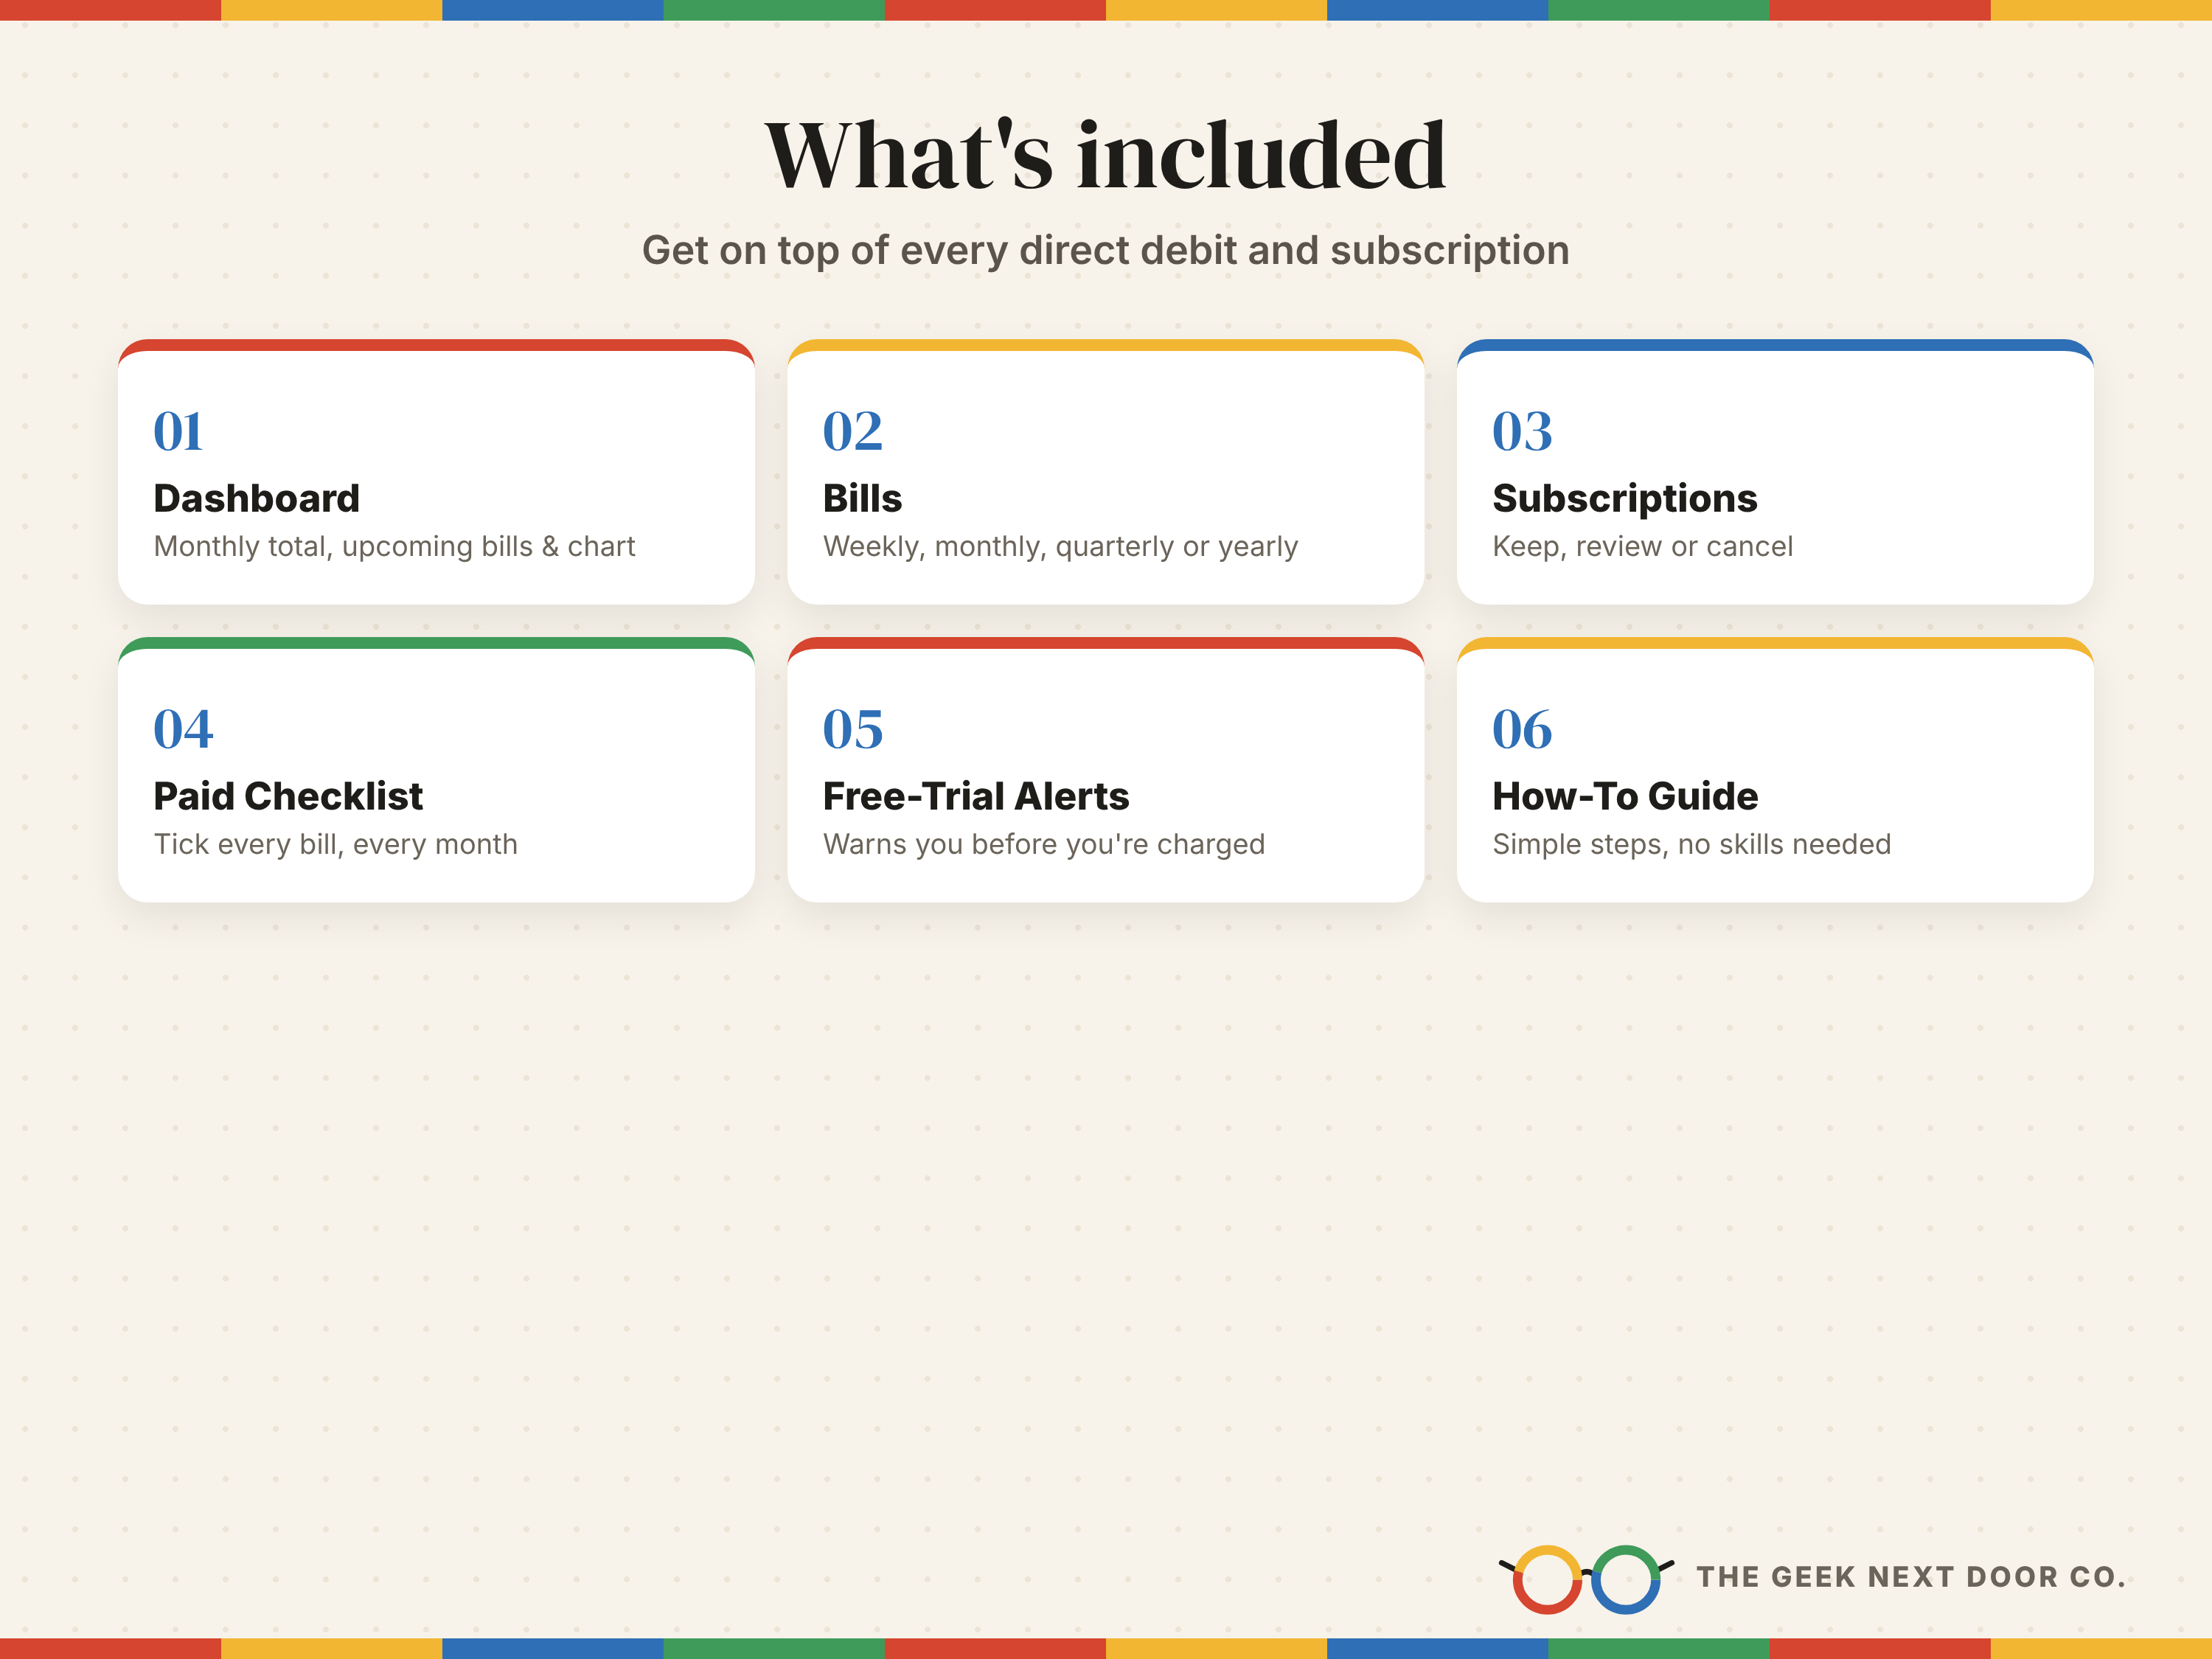 What's included
Get on top of every direct debit and subscription
01
Dashboard
Monthly total, upcoming bills & chart
02
Bills
Weekly, monthly, quarterly or yearly
03
Subscriptions
Keep, review or cancel
04
Paid Checklist
Tick every bill, every month
05
Free-Trial Alerts
Warns you before you're charged
06
How-To Guide
Simple steps, no skills needed
THE GEEK NEXT DOOR CO.